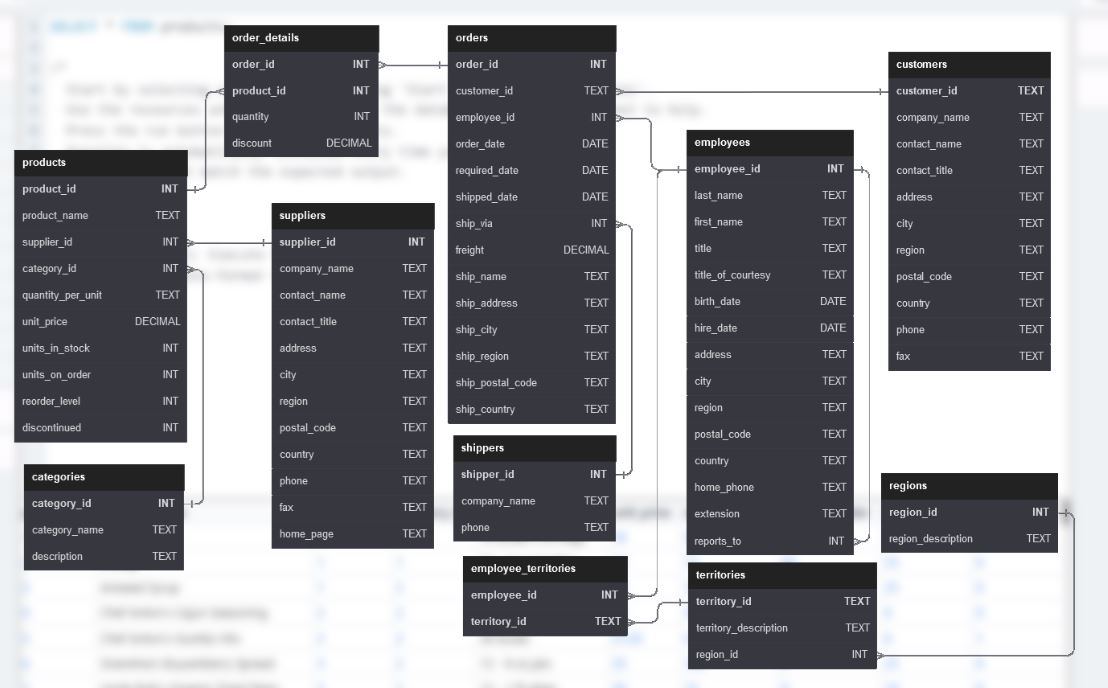 SELECT * FROM products
order_details
order_id INT
product_id INT
quantity INT
discount DECIMAL
orders
order_id INT
customer_id TEXT
employee_id INT
order_date DATE
required_date DATE
shipped_date DATE
ship_via INT
freight DECIMAL
ship_name TEXT
ship_address TEXT
ship_city TEXT
ship_region TEXT
ship_postal_code TEXT
ship_country TEXT
customers
customer_id TEXT
company_name TEXT
contact_name TEXT
contact_title TEXT
address TEXT
city TEXT
region TEXT
postal_code TEXT
country TEXT
phone TEXT
fax TEXT
employees
employee_id INT
last_name TEXT
first_name TEXT
title TEXT
title_of_courtesy TEXT
birth_date DATE
hire_date DATE
address TEXT
city TEXT
region TEXT
postal_code TEXT
country TEXT
home_phone TEXT
extension TEXT
reports_to INT
products
product_id INT
product_name TEXT
supplier_id INT
category_id INT
quantity_per_unit TEXT
unit_price DECIMAL
units_in_stock INT
units_on_order INT
reorder_level INT
discontinued INT
suppliers
supplier_id INT
company_name TEXT
contact_name TEXT
contact_title TEXT
address TEXT
city TEXT
region TEXT
postal_code TEXT
country TEXT
phone TEXT
fax TEXT
home_page TEXT
shippers
shipper_id INT
company_name TEXT
phone TEXT
categories
category_id INT
category_name TEXT
description TEXT
regions
region_id INT
region_description TEXT
employee_territories
employee_id INT
territory_id TEXT
territories
territory_id TEXT
territory_description TEXT
region_id INT